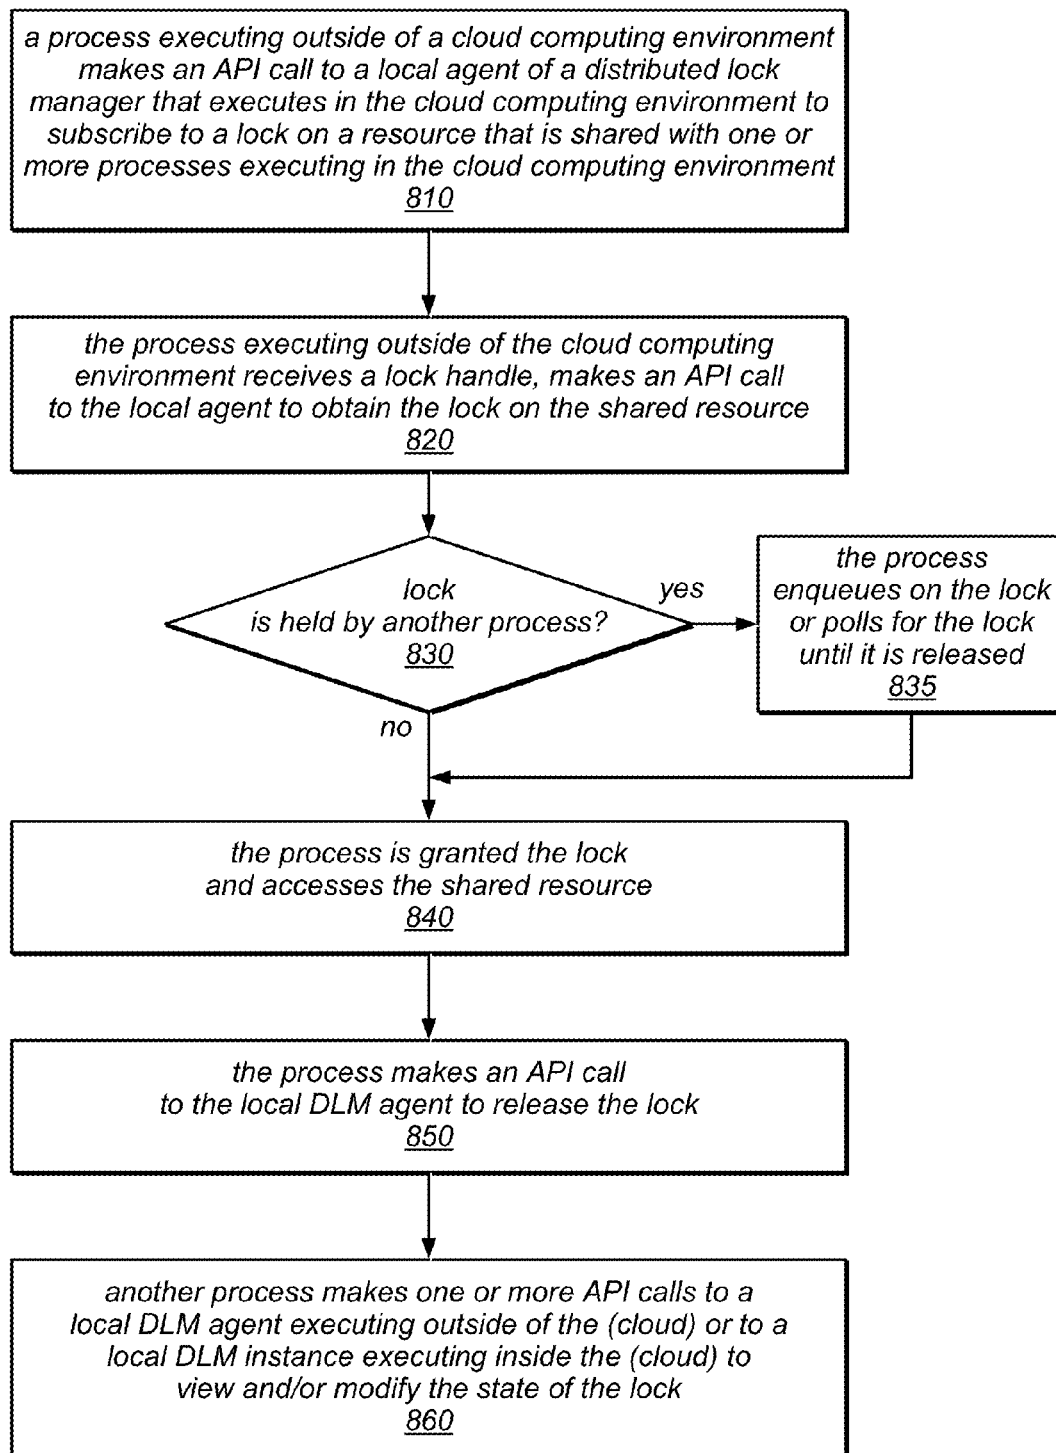 a process executing outside of a cloud computing environment
makes an API call to a local agent of a distributed lock
manager that executes in the cloud computing environment to
subscribe to a lock on a resource that is shared with one or
more processes executing in the cloud computing environment
810
the process executing outside of the cloud computing
environment receives a lock handle, makes an API call
to the local agent to obtain the lock on the shared resource
820
lock
is held by another process?
830
yes
the process
enqueues on the lock
or polls for the lock
until it is released
835
no
the process is granted the lock
and accesses the shared resource
840
the process makes an API call
to the local DLM agent to release the lock
850
another process makes one or more API calls to a
local DLM agent executing outside of the (cloud) or to a
local DLM instance executing inside the (cloud) to
view and/or modify the state of the lock
860